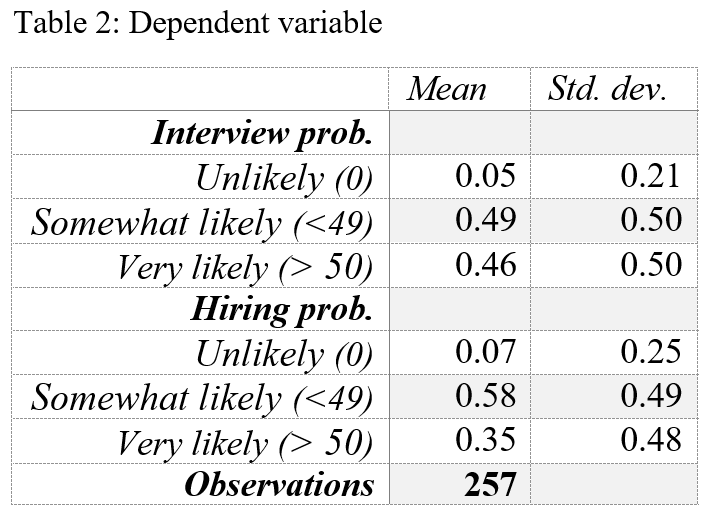 Table 2: Dependent variable
Mean Std. dev.
Interview prob.
Unlikely (0) 0.05 0.21
Somewhat likely (<49) 0.49 0.50
Very likely (> 50) 0.46 0.50
Hiring prob.
Unlikely (0) 0.07 0.25
Somewhat likely (<49) 0.58 0.49
Very likely (> 50) 0.35 0.48
Observations 257